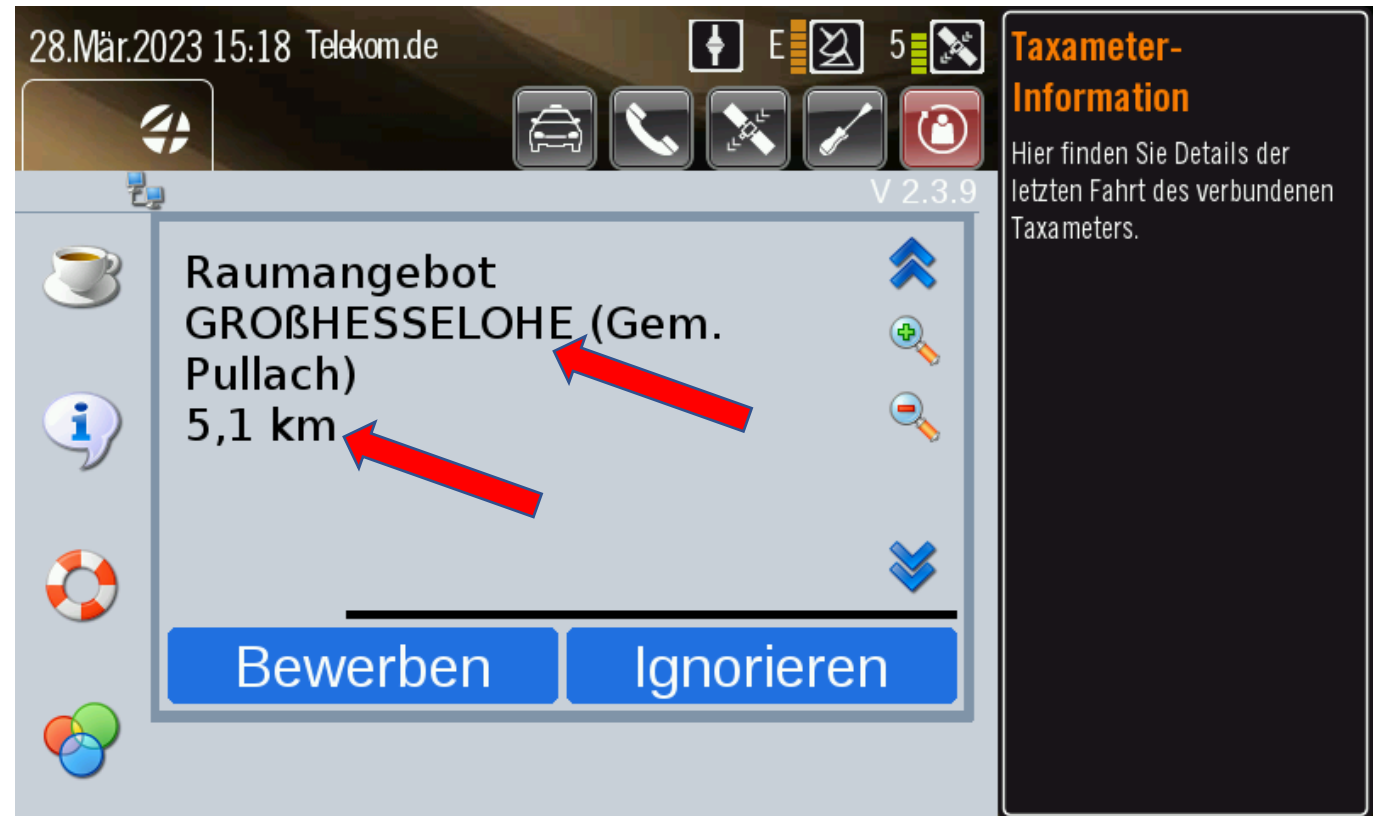 28.Mär.2023 15:18 Telekom.de
E
5
V 2.3.9
Raumangebot
GROßHESSELOHE (Gem.
Pullach)
5,1 km
Bewerben
Ignorieren
Taxameter-
Information
Hier finden Sie Details der
letzten Fahrt des verbundenen
Taxameters.